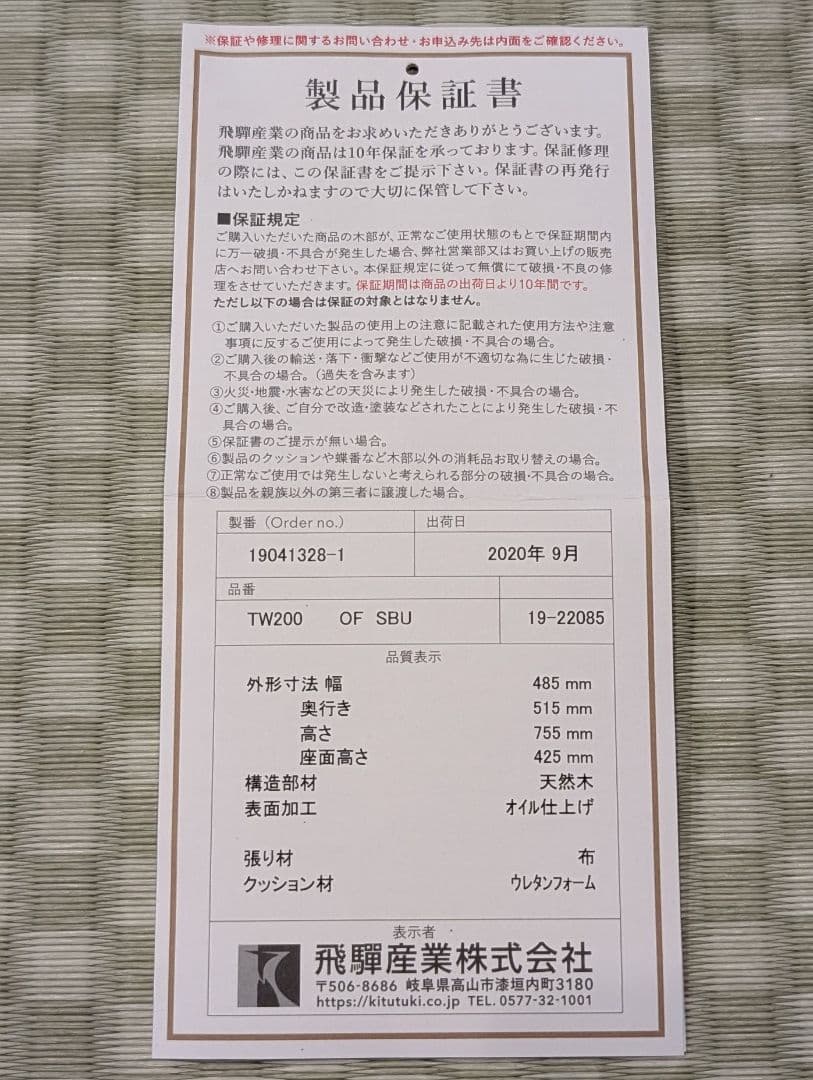 ※保証や修理に関するお問い合わせ・お申込み先は内面をご確認ください。
製品保証書
飛驒産業の商品をお求めいただきありがとうございます。
飛驒産業の商品は10年保証を承っております。保証修理
の際には、この保証書をご提示下さい。保証書の再発行
はいたしかねますので大切に保管して下さい。
■保証規定
ご購入いただいた商品の木部が、正常なご使用状態のもとで保証期間内
に万一破損・不具合が発生した場合、弊社営業部又はお買い上げの販売
店へお問い合わせ下さい。本保証規定に従って無償にて破損・不良の修
理をさせていただきます。保証期間は商品の出荷日より10年間です。
ただし以下の場合は保証の対象とはなりません。
①ご購入いただいた製品の使用上の注意に記載された使用方法や注意
事項に反するご使用によって発生した破損・不具合の場合。
②ご購入後の輸送・落下・衝撃などご使用が不適切な為に生じた破損・
不具合の場合。（過失を含みます）
③火災・地震・水害などの天災により発生した破損・不具合の場合。
④ご購入後、ご自分で改造・塗装などされたことにより発生した破損・不
具合の場合。
⑤保証書のご提示が無い場合。
⑥製品のクッションや蝶番など木部以外の消耗品お取り替えの場合。
⑦正常なご使用では発生しないと考えられる部分の破損・不具合の場合。
⑧製品を親族以外の第三者に譲渡した場合。
製番（Order no.） 出荷日
19041328-1 2020年 9月
品番
TW200 OF SBU 19-22085
品質表示
外形寸法 幅 485 mm
奥行き 515 mm
高さ 755 mm
座面高さ 425 mm
構造部材 天然木
表面加工 オイル仕上げ
張り材 布
クッション材 ウレタンフォーム
表示者
飛驒産業株式会社
〒506-8686 岐阜県高山市漆垣内町3180
https://kitutuki.co.jp TEL. 0577-32-1001